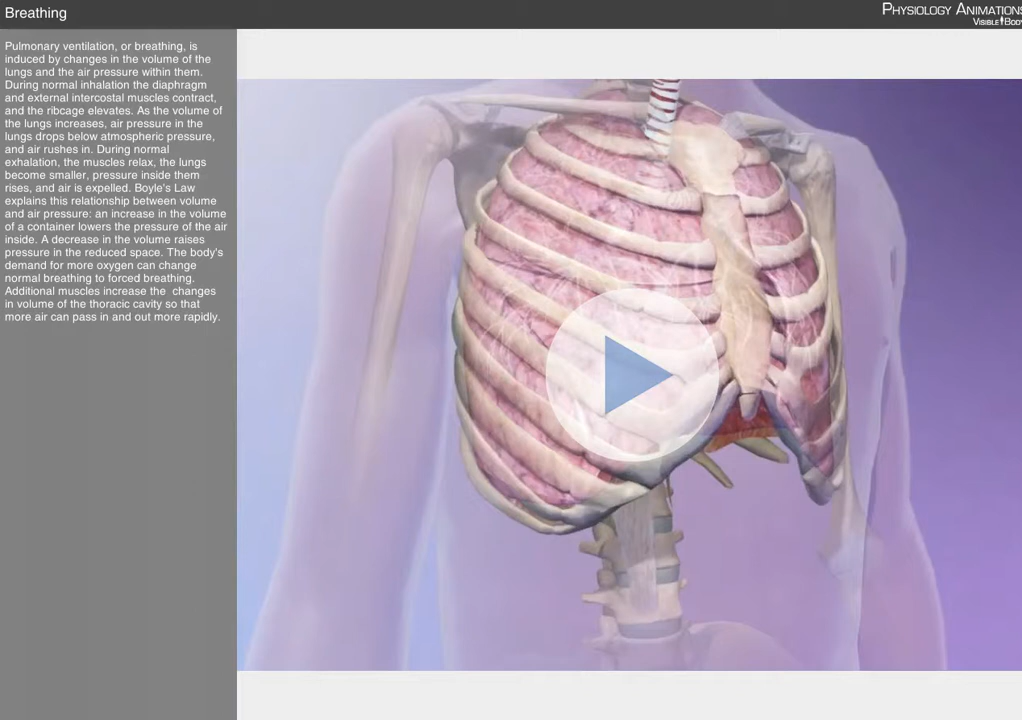 Breathing
PHYSIOLOGY ANIMATIONS
VISIBLE BODY
Pulmonary ventilation, or breathing, is
induced by changes in the volume of the
lungs and the air pressure within them.
During normal inhalation the diaphragm
and external intercostal muscles contract,
and the ribcage elevates. As the volume of
the lungs increases, air pressure in the
lungs drops below atmospheric pressure,
and air rushes in. During normal
exhalation, the muscles relax, the lungs
become smaller, pressure inside them
rises, and air is expelled. Boyle's Law
explains this relationship between volume
and air pressure: an increase in the volume
of a container lowers the pressure of the air
inside. A decrease in the volume raises
pressure in the reduced space. The body's
demand for more oxygen can change
normal breathing to forced breathing.
Additional muscles increase the  changes
in volume of the thoracic cavity so that
more air can pass in and out more rapidly.